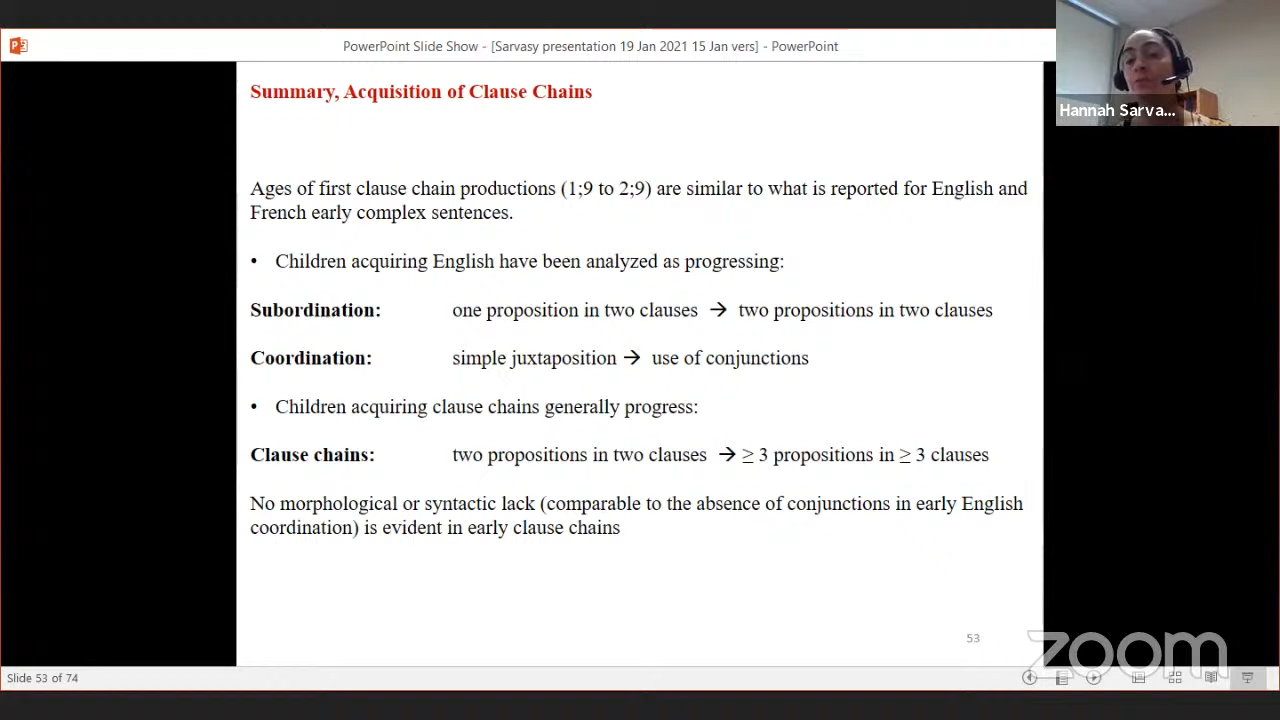 PowerPoint Slide Show - [Sarvasy presentation 19 Jan 2021 15 Jan vers] - PowerPoint
Hannah Sarva...
Summary, Acquisition of Clause Chains
Ages of first clause chain productions (1;9 to 2;9) are similar to what is reported for English and
French early complex sentences.
• Children acquiring English have been analyzed as progressing:
Subordination: one proposition in two clauses → two propositions in two clauses
Coordination: simple juxtaposition → use of conjunctions
• Children acquiring clause chains generally progress:
Clause chains: two propositions in two clauses → ≥ 3 propositions in ≥ 3 clauses
No morphological or syntactic lack (comparable to the absence of conjunctions in early English
coordination) is evident in early clause chains
53
zoom
Slide 53 of 74